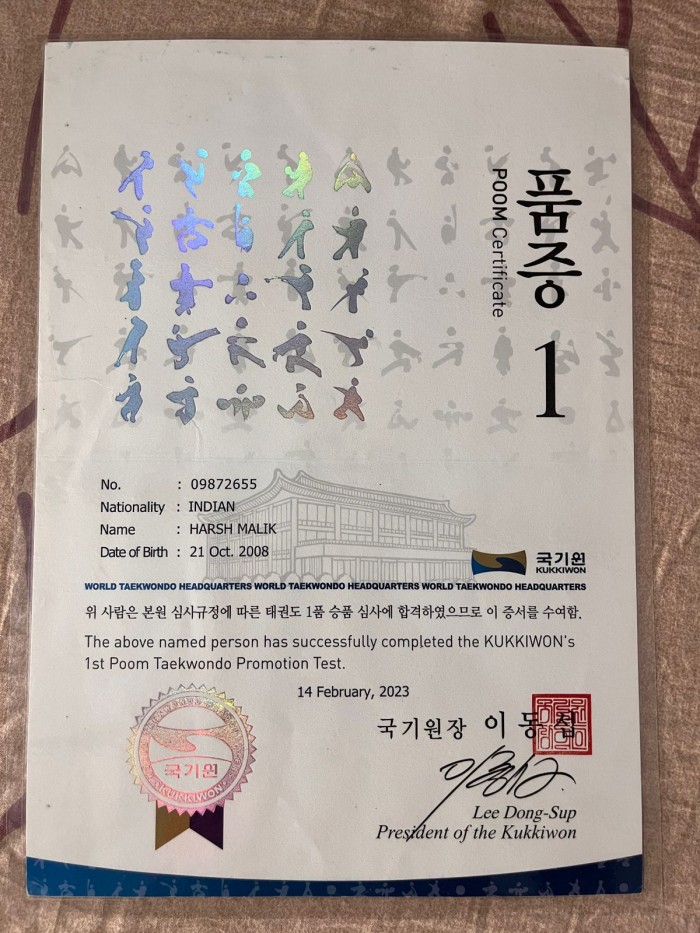 품증
POOM Certificate
1
No. : 09872655
Nationality : INDIAN
Name : HARSH MALIK
Date of Birth : 21 Oct. 2008
국기원
KUKKIWON
WORLD TAEKWONDO HEADQUARTERS WORLD TAEKWONDO HEADQUARTERS WORLD TAEKWONDO HEADQUARTERS
위 사람은 본원 심사규정에 따른 태권도 1품 승품 심사에 합격하였으므로 이 증서를 수여함.
The above named person has successfully completed the KUKKIWON's
1st Poom Taekwondo Promotion Test.
14 February, 2023
국기원장 이동섭
국기원
KUKKIWON
Lee Dong-Sup
President of the Kukkiwon